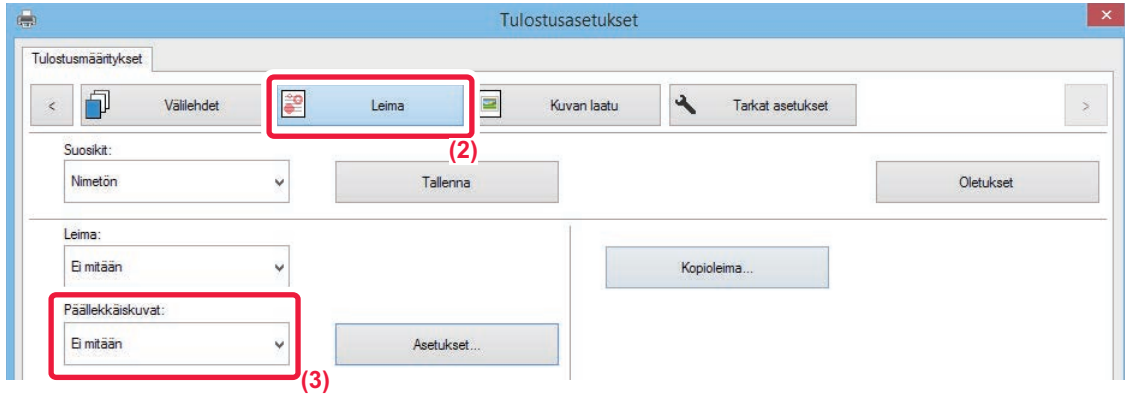 Tulostusasetukset
Tulostusmääritykset
< Välilehdet Leima Kuvan laatu Tarkat asetukset >
(2)
Suosikit:
Nimetön Tallenna Oletukset
Leima:
Ei mitään Kopioleima...
Päällekkäiskuvat:
Ei mitään Asetukset...
(3)